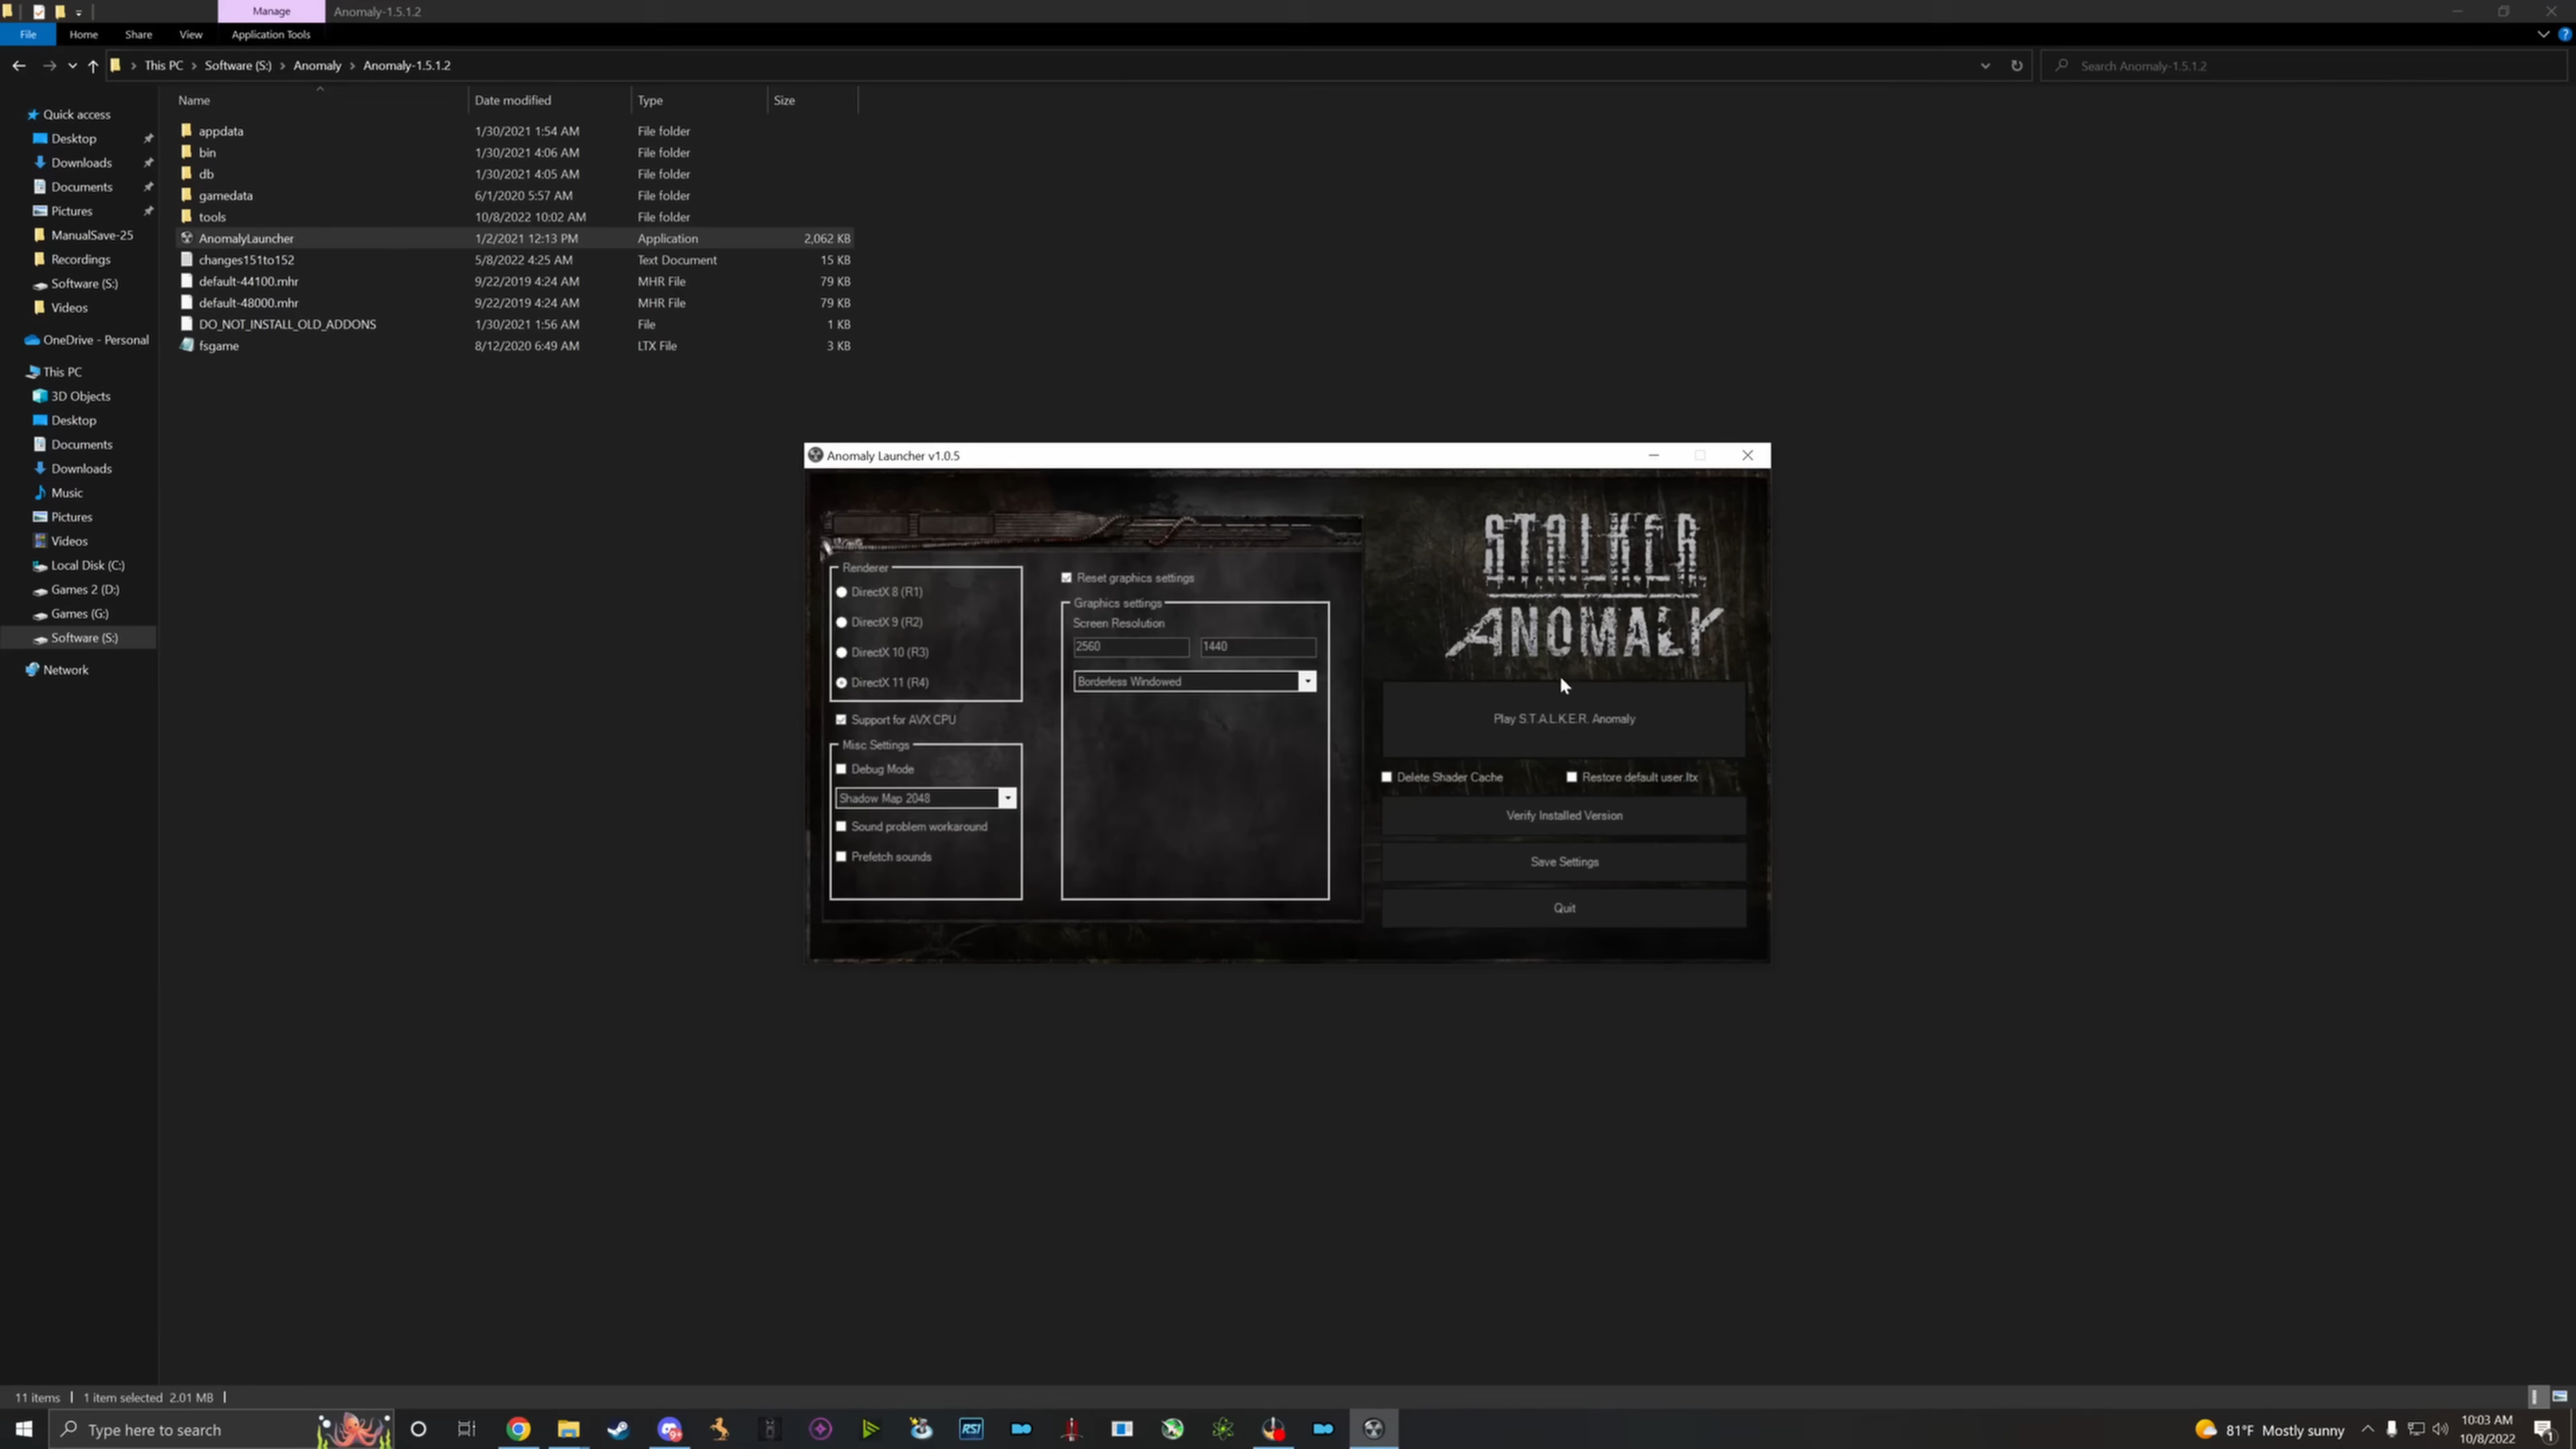 Manage
Anomaly-1.5.1.2
File
Home
Share
View
Application Tools
This PC
Software (S:)
Anomaly
Anomaly-1.5.1.2
Search Anomaly-1.5.1.2
Name
Date modified
Type
Size
Quick access
Desktop
Downloads
Documents
Pictures
ManualSave-25
Recordings
Software (S:)
Videos
OneDrive - Personal
This PC
3D Objects
Desktop
Documents
Downloads
Music
Pictures
Videos
Local Disk (C:)
Games 2 (D:)
Games (G:)
Software (S:)
Network
appdata 1/30/2021 1:54 AM File folder
bin 1/30/2021 4:06 AM File folder
db 1/30/2021 4:05 AM File folder
gamedata 6/1/2020 5:57 AM File folder
tools 10/8/2022 10:02 AM File folder
AnomalyLauncher 1/2/2021 12:13 PM Application 2,062 KB
changes151to152 5/8/2022 4:25 AM Text Document 15 KB
default-44100.mhr 9/22/2019 4:24 AM MHR File 79 KB
default-48000.mhr 9/22/2019 4:24 AM MHR File 79 KB
DO_NOT_INSTALL_OLD_ADDONS 1/30/2021 1:56 AM File 1 KB
fsgame 8/12/2020 6:49 AM LTX File 3 KB
Anomaly Launcher v1.0.5
Renderer
DirectX 8 (R1)
DirectX 9 (R2)
DirectX 10 (R3)
DirectX 11 (R4)
Support for AVX CPU
Misc Settings
Debug Mode
Shadow Map 2048
Sound problem workaround
Prefetch sounds
Reset graphics settings
Graphics settings
Screen Resolution
2560
1440
Borderless Windowed
S.T.A.L.K.E.R
ANOMALY
Play S.T.A.L.K.E.R. Anomaly
Delete Shader Cache
Restore default user.ltx
Verify Installed Version
Save Settings
Quit
11 items
1 item selected 2.01 MB
Type here to search
9+
RSI
81°F Mostly sunny
10:03 AM
10/8/2022
1